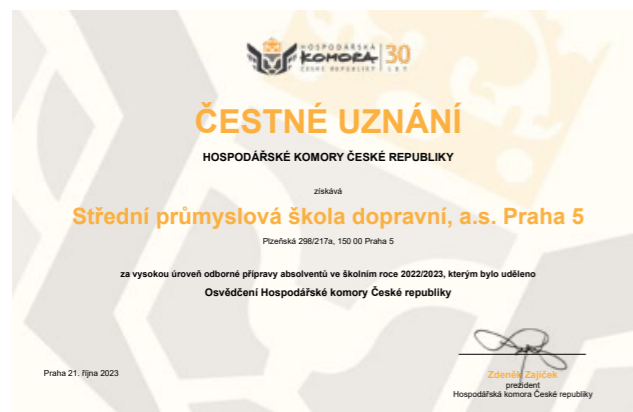 HOSPODÁŘSKÁ
KOMORA
ČESKÉ REPUBLIKY
30
LET
ČESTNÉ UZNÁNÍ
HOSPODÁŘSKÉ KOMORY ČESKÉ REPUBLIKY
získává
Střední průmyslová škola dopravní, a.s. Praha 5
Plzeňská 298/217a, 150 00 Praha 5
za vysokou úroveň odborné přípravy absolventů ve školním roce 2022/2023, kterým bylo uděleno
Osvědčení Hospodářské komory České republiky
Praha 21. října 2023
Zdeněk Zajíček
prezident
Hospodářská komora České republiky